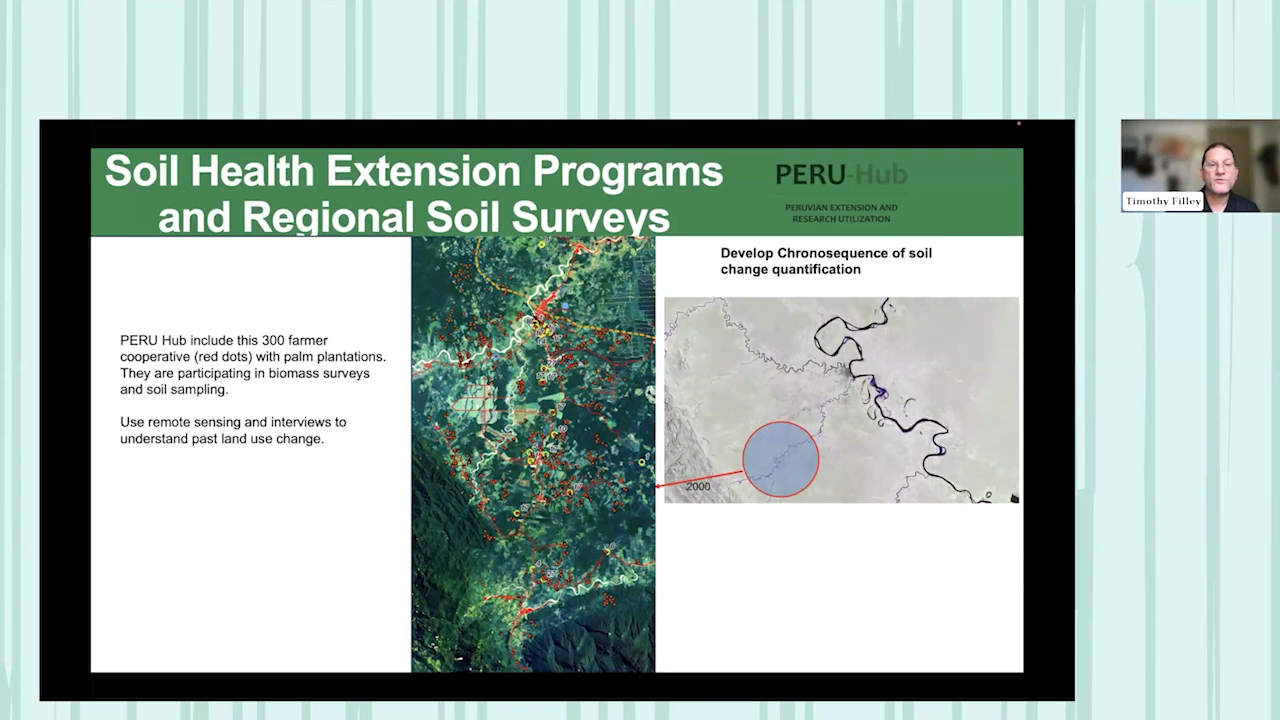 Soil Health Extension Programs
and Regional Soil Surveys
PERU-Hub
PERUVIAN EXTENSION AND
RESEARCH UTILIZATION
Develop Chronosequence of soil
change quantification
PERU Hub include this 300 farmer
cooperative (red dots) with palm plantations.
They are participating in biomass surveys
and soil sampling.
Use remote sensing and interviews to
understand past land use change.
2000
Timothy Filley